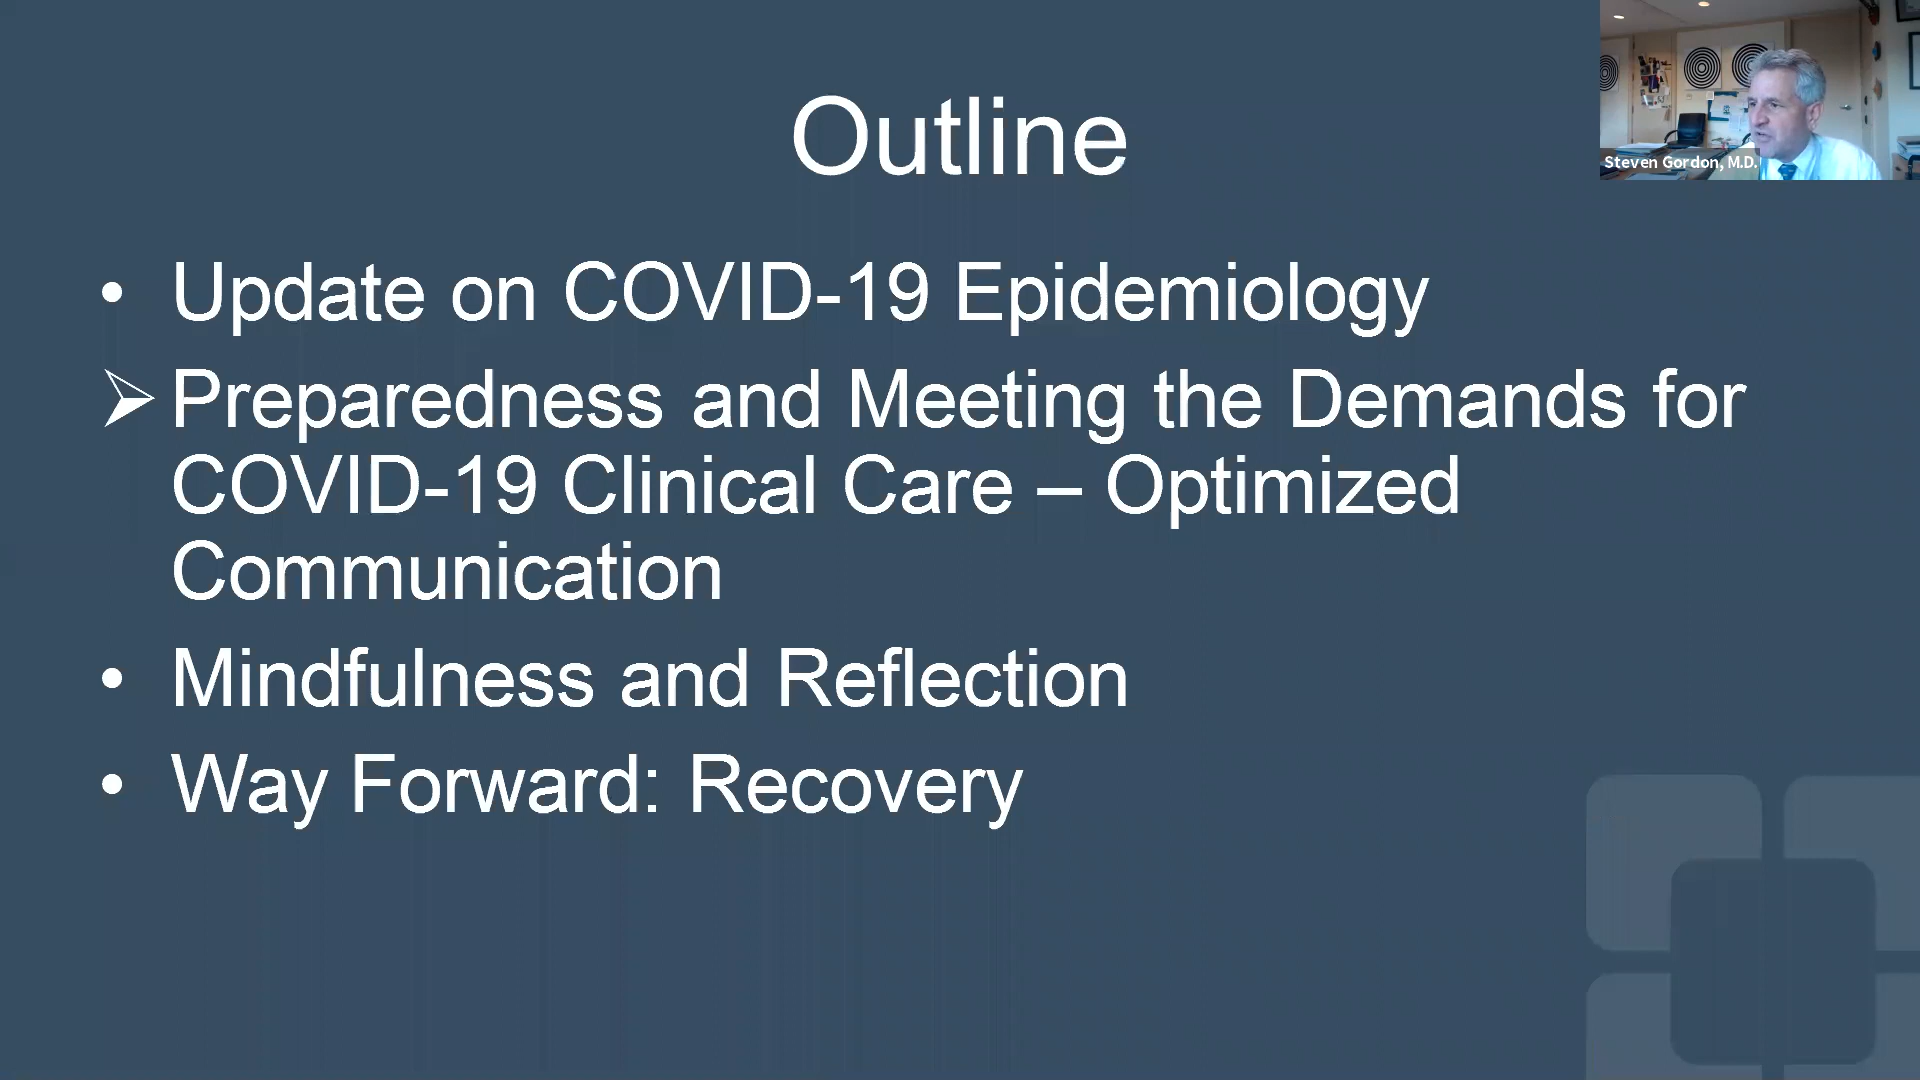 Outline
Steven Gordon, M.D.
• Update on COVID-19 Epidemiology
➢ Preparedness and Meeting the Demands for
COVID-19 Clinical Care – Optimized
Communication
• Mindfulness and Reflection
• Way Forward: Recovery